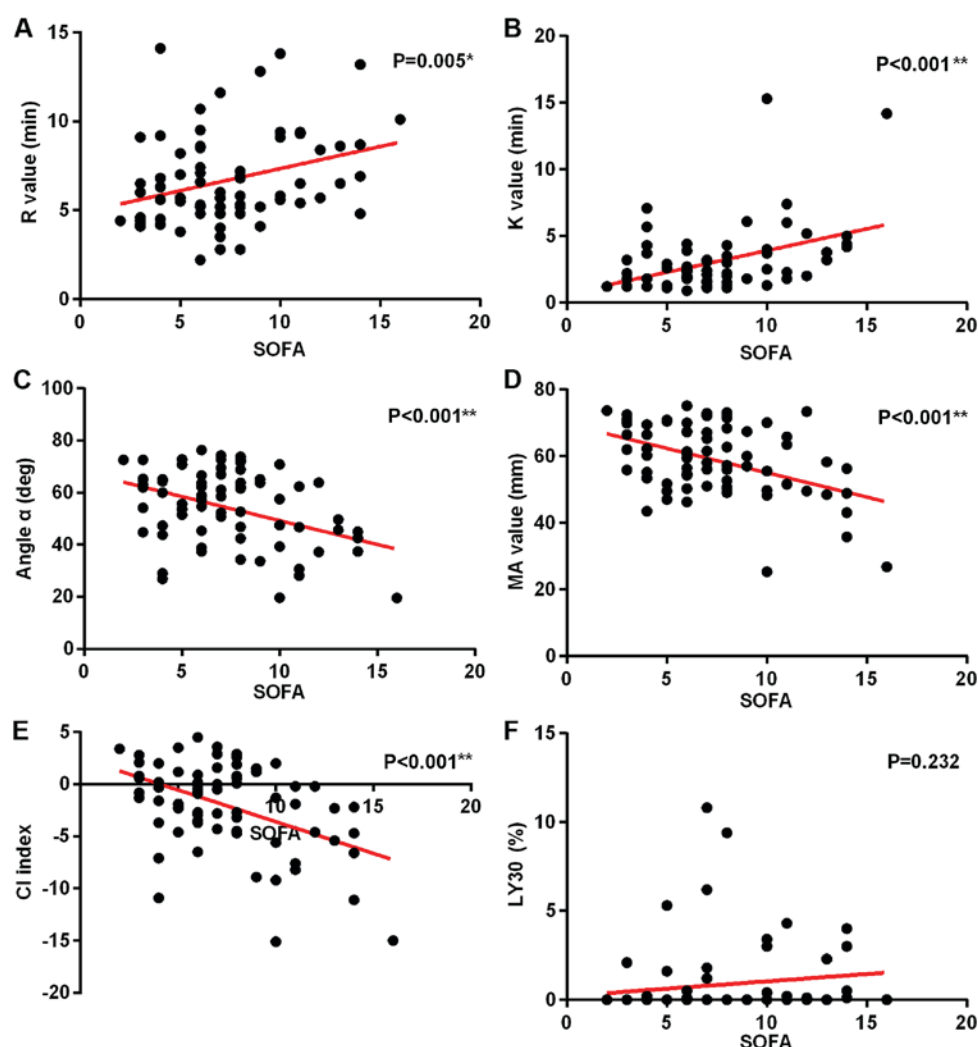 A
P=0.005*
R value (min)
15
10
5
0
0
5
10
15
20
SOFA
B
P<0.001**
K value (min)
20
15
10
5
0
0
5
10
15
20
SOFA
C
P<0.001**
Angle α (deg)
100
80
60
40
20
0
0
5
10
15
20
SOFA
D
P<0.001**
MA value (mm)
80
60
40
20
0
0
5
10
15
20
SOFA
E
P<0.001**
CI index
5
0
-5
-10
-15
-20
10
15
20
SOFA
F
P=0.232
LY30 (%)
15
10
5
0
0
5
10
15
20
SOFA